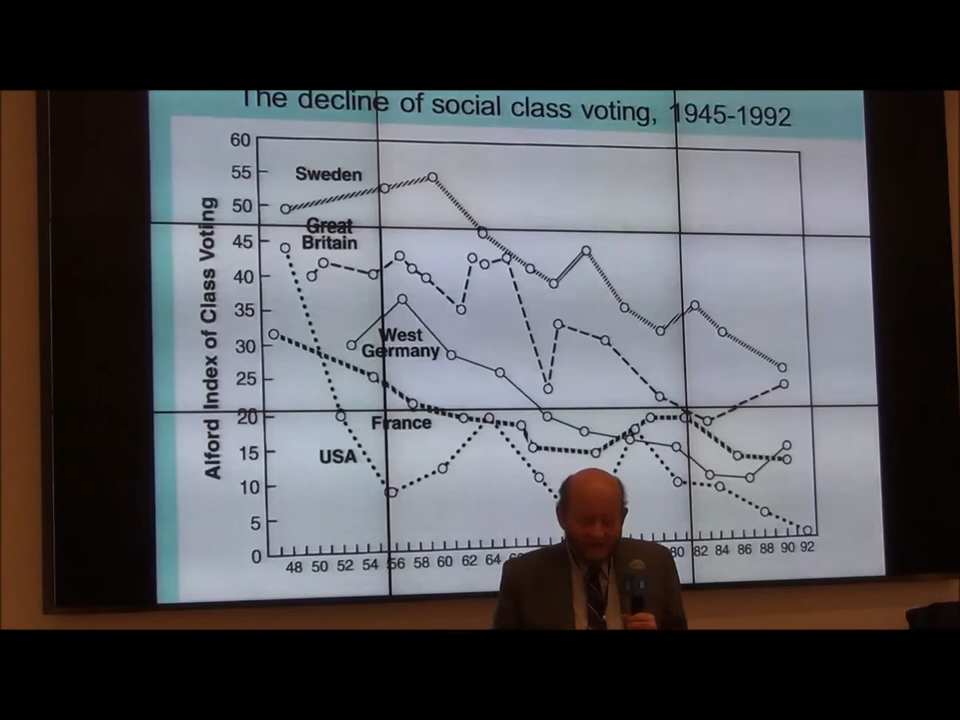 The decline of social class voting, 1945-1992
Alford Index of Class Voting
60
55
50
45
40
35
30
25
20
15
10
5
0
Sweden
Great
Britain
West
Germany
France
USA
48 50 52 54 56 58 60 62 64 80 82 84 86 88 90 92